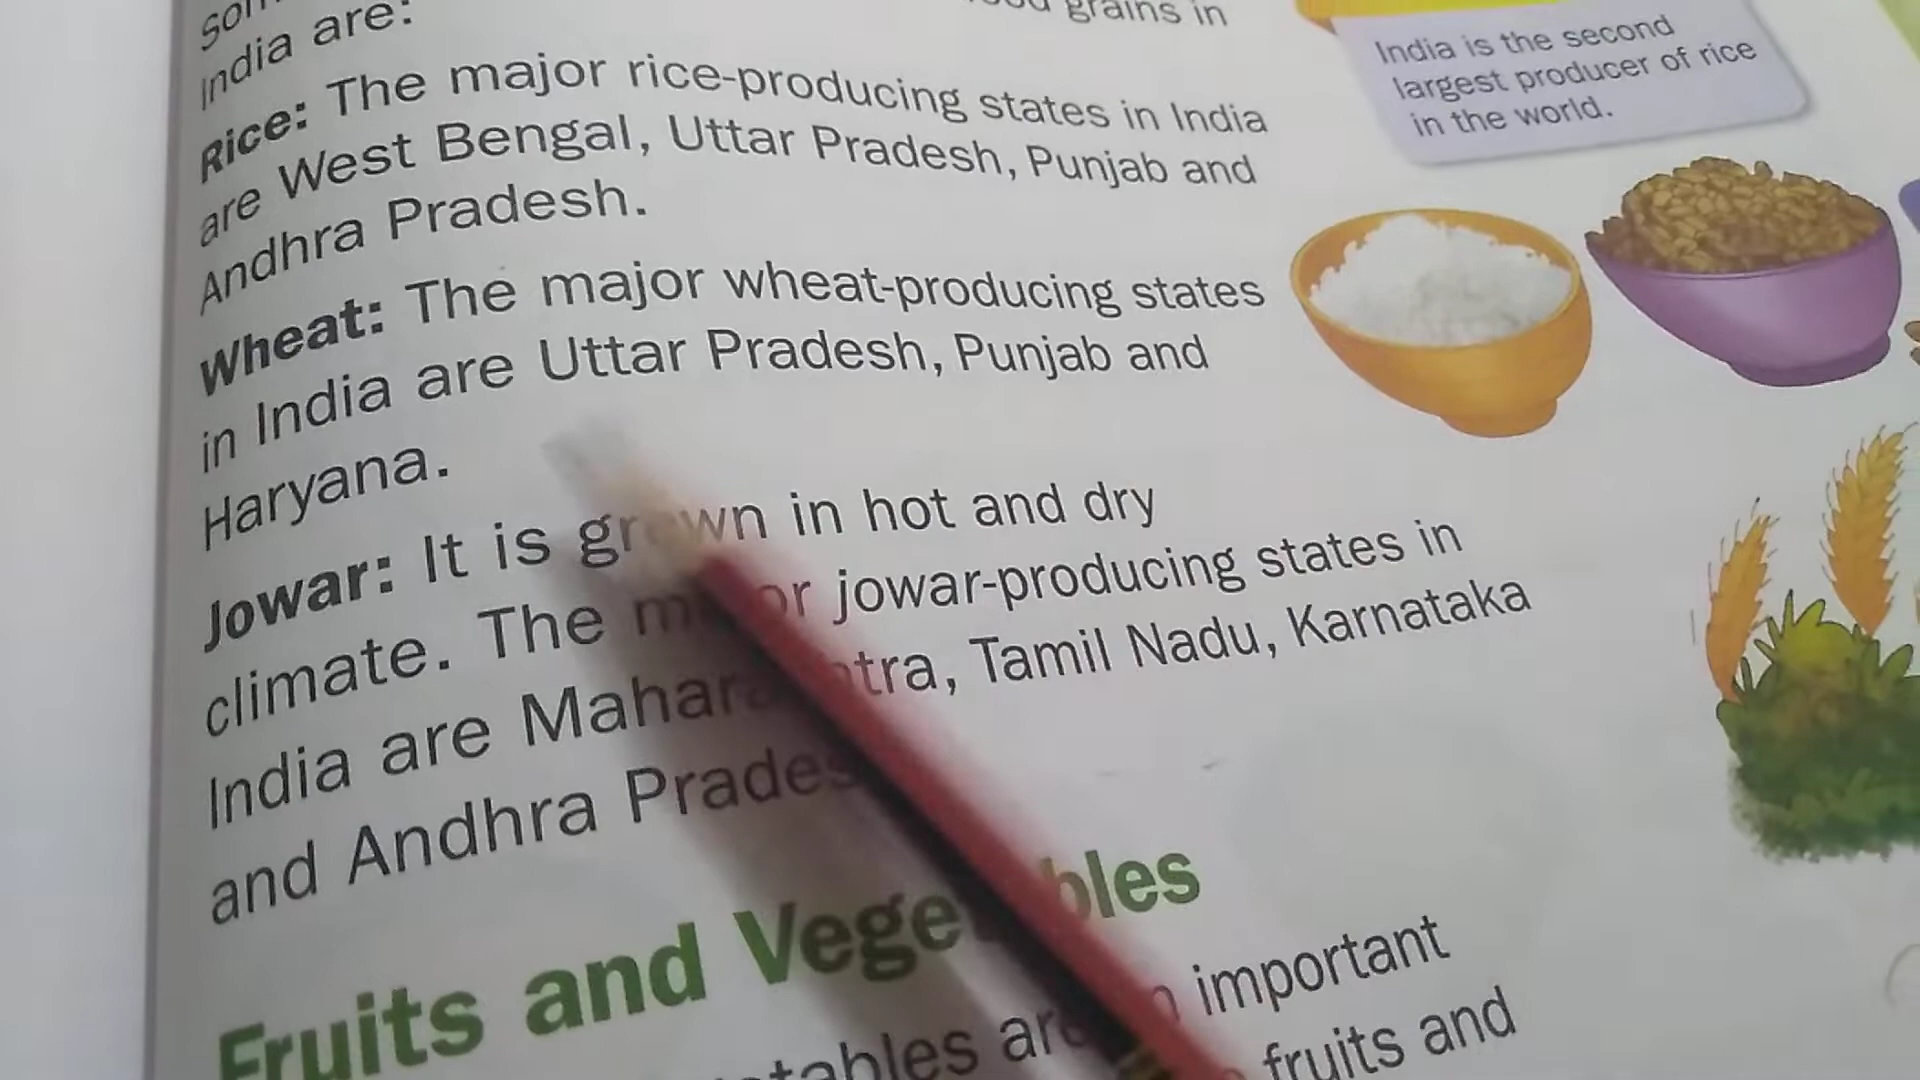 India are:
grains in
Rice: The major rice-producing states in India
are West Bengal, Uttar Pradesh, Punjab and
Andhra Pradesh.
Wheat: The major wheat-producing states
in India are Uttar Pradesh, Punjab and
Haryana.
Jowar: It is grown in hot and dry
climate. The major jowar-producing states in
India are Maharashtra, Tamil Nadu, Karnataka
and Andhra Pradesh
Fruits and Vegetables
are important
fruits and
India is the second
largest producer of rice
in the world.